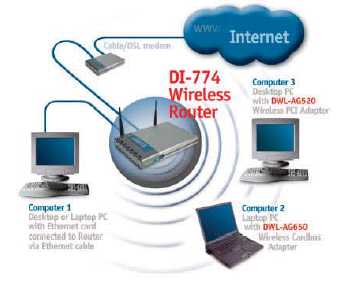 www.
Internet
Cable/DSL modem
DI-774
Wireless
Router
Computer 3
Desktop PC
with DWL-AG520
Wireless PCI Adapter
Computer 1
Desktop or Laptop PC
with Ethernet card
connected to Router
via Ethernet cable
Computer 2
Laptop PC
with DWL-AG650
Wireless Cardbus
Adapter